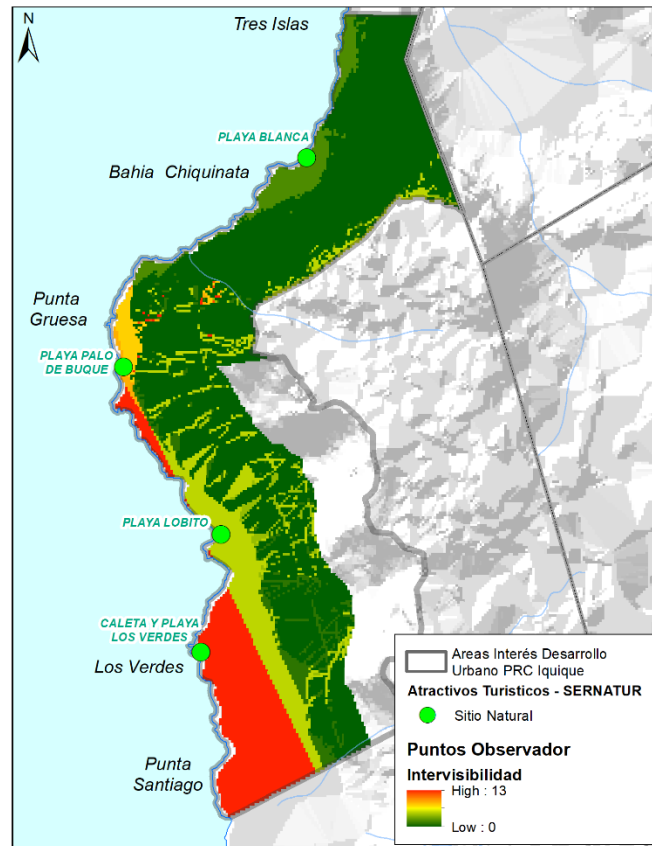 N
Tres Islas
PLAYA BLANCA
Bahia Chiquinata
Punta
Gruesa
PLAYA PALO
DE BUQUE
PLAYA LOBITO
CALETA Y PLAYA
LOS VERDES
Los Verdes
Punta
Santiago
Areas Interés Desarrollo
Urbano PRC Iquique
Atractivos Turisticos - SERNATUR
Sitio Natural
Puntos Observador
Intervisibilidad
High : 13
Low : 0